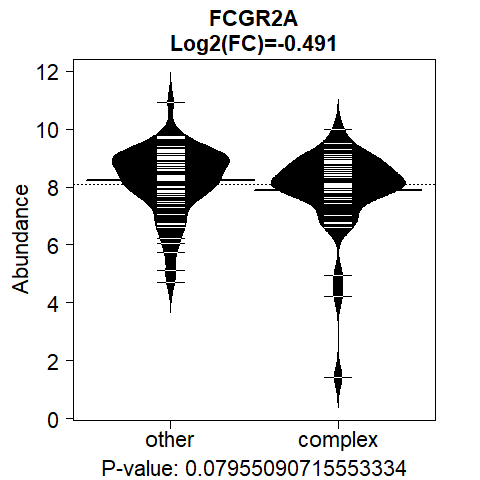 FCGR2A
Log2(FC)=-0.491
Abundance
12
10
8
6
4
2
0
other complex
P-value: 0.07955090715553334